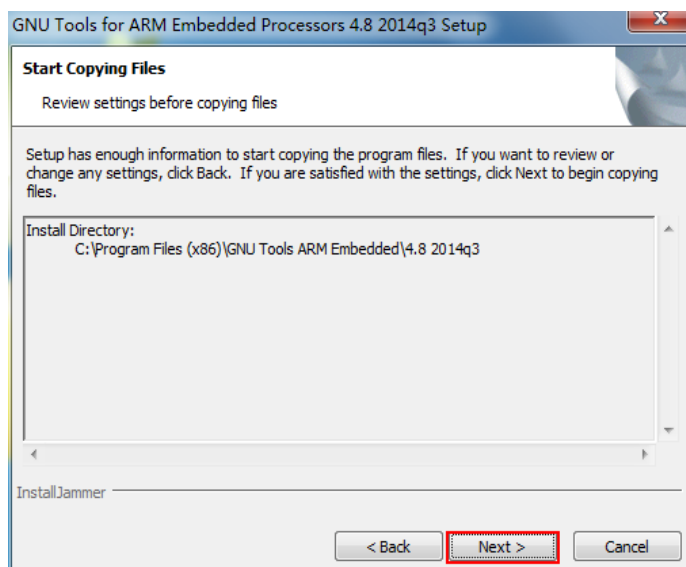 GNU Tools for ARM Embedded Processors 4.8 2014q3 Setup
Start Copying Files
Review settings before copying files
Setup has enough information to start copying the program files.  If you want to review or
change any settings, click Back.  If you are satisfied with the settings, click Next to begin copying
files.
Install Directory:
C:\Program Files (x86)\GNU Tools ARM Embedded\4.8 2014q3
InstallJammer
< Back
Next >
Cancel